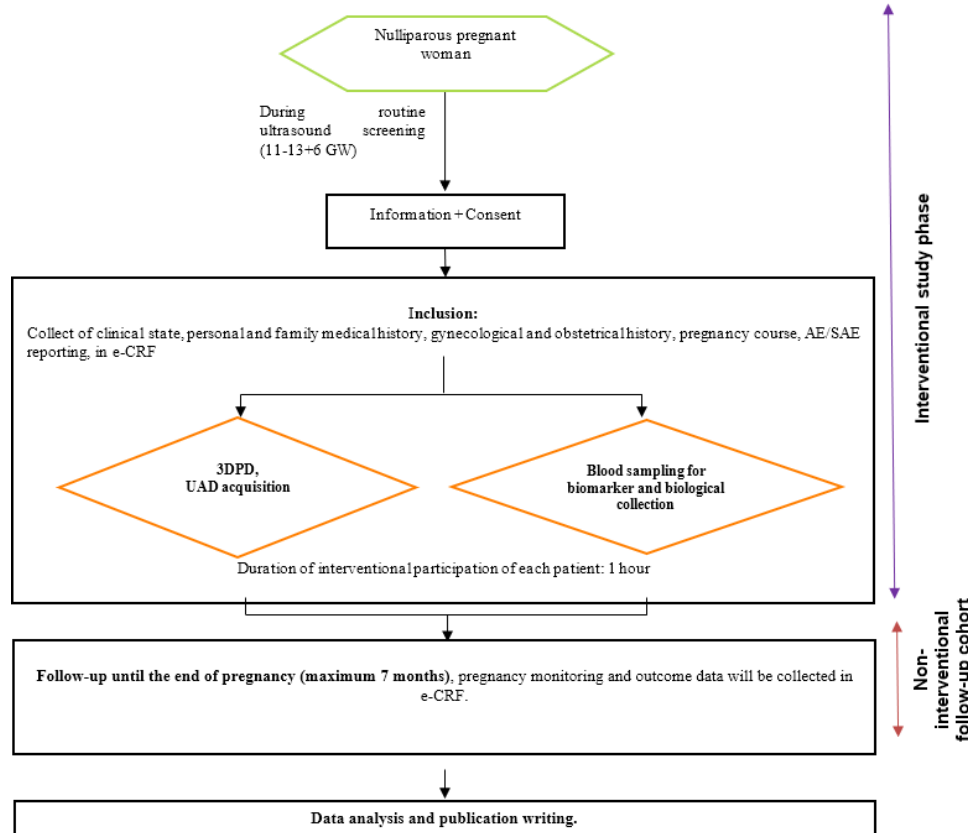 Nulliparous pregnant
woman
During routine
ultrasound screening
(11-13+6 GW)
Information + Consent
Inclusion:
Collect of clinical state, personal and family medical history, gynecological and obstetrical history, pregnancy course, AE/SAE
reporting, in e-CRF
3DPD,
UAD acquisition
Blood sampling for
biomarker and biological
collection
Duration of interventional participation of each patient: 1 hour
Follow-up until the end of pregnancy (maximum 7 months), pregnancy monitoring and outcome data will be collected in
e-CRF.
Data analysis and publication writing.
Interventional study phase
Non-
interventional
follow-up cohort